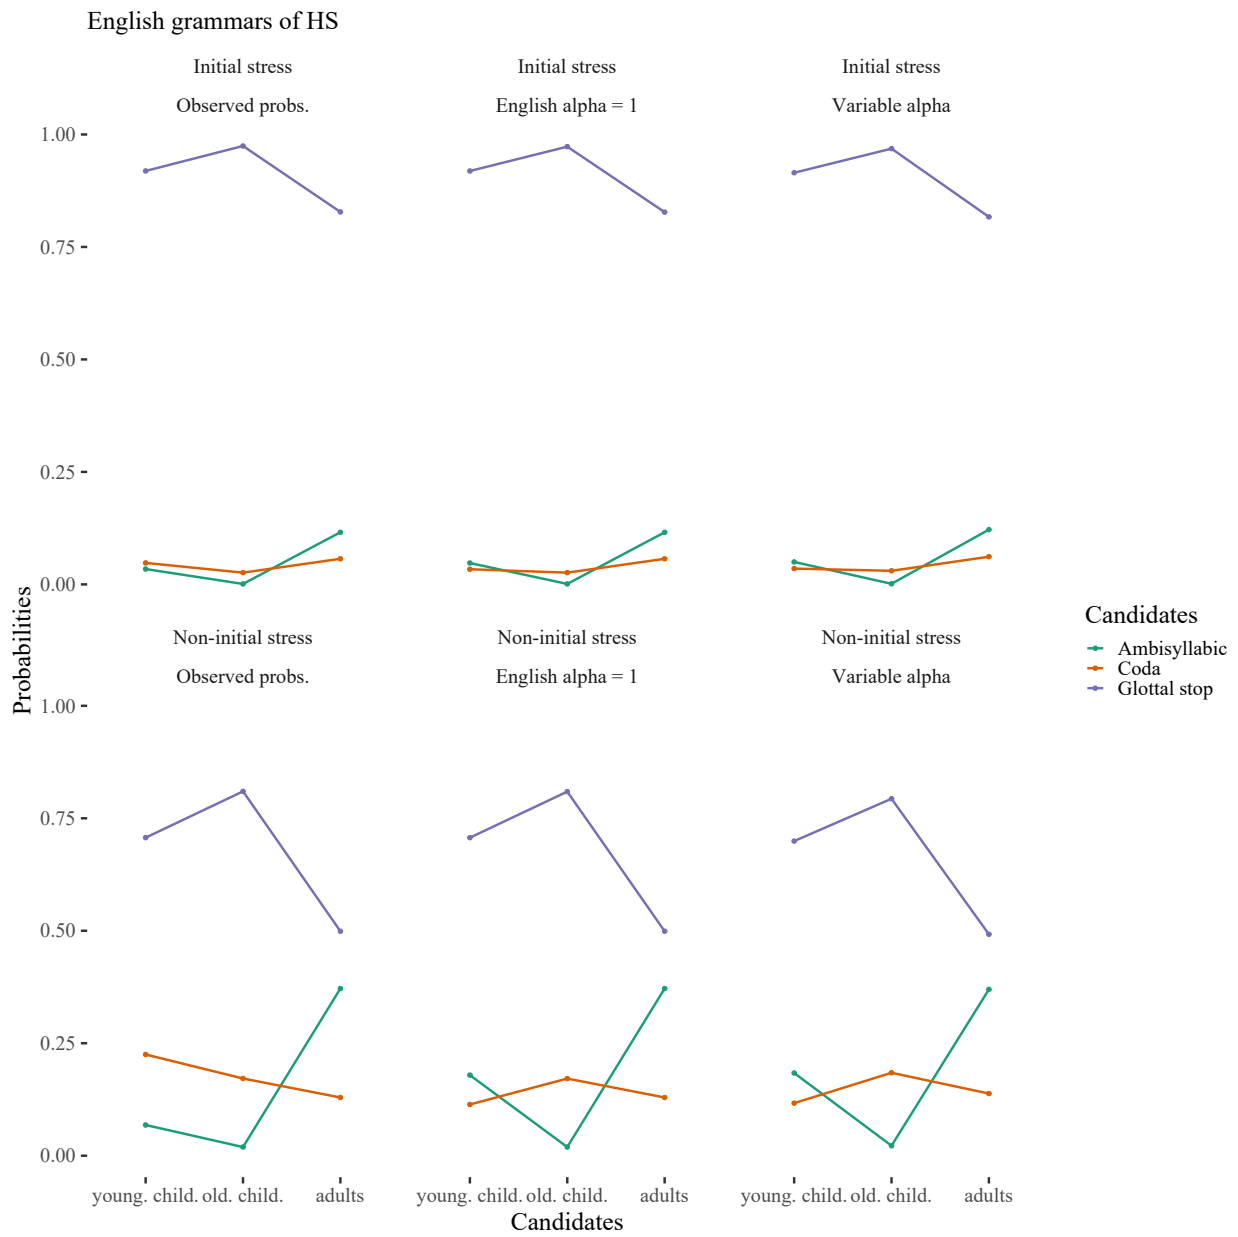 English grammars of HS
Initial stress
Observed probs.
Initial stress
English alpha = 1
Initial stress
Variable alpha
1.00
0.75
0.50
0.25
0.00
Non-initial stress
Observed probs.
Non-initial stress
English alpha = 1
Non-initial stress
Variable alpha
1.00
0.75
0.50
0.25
0.00
Probabilities
young. child. old. child. adults
young. child. old. child. adults
young. child. old. child. adults
Candidates
Candidates
Ambisyllabic
Coda
Glottal stop